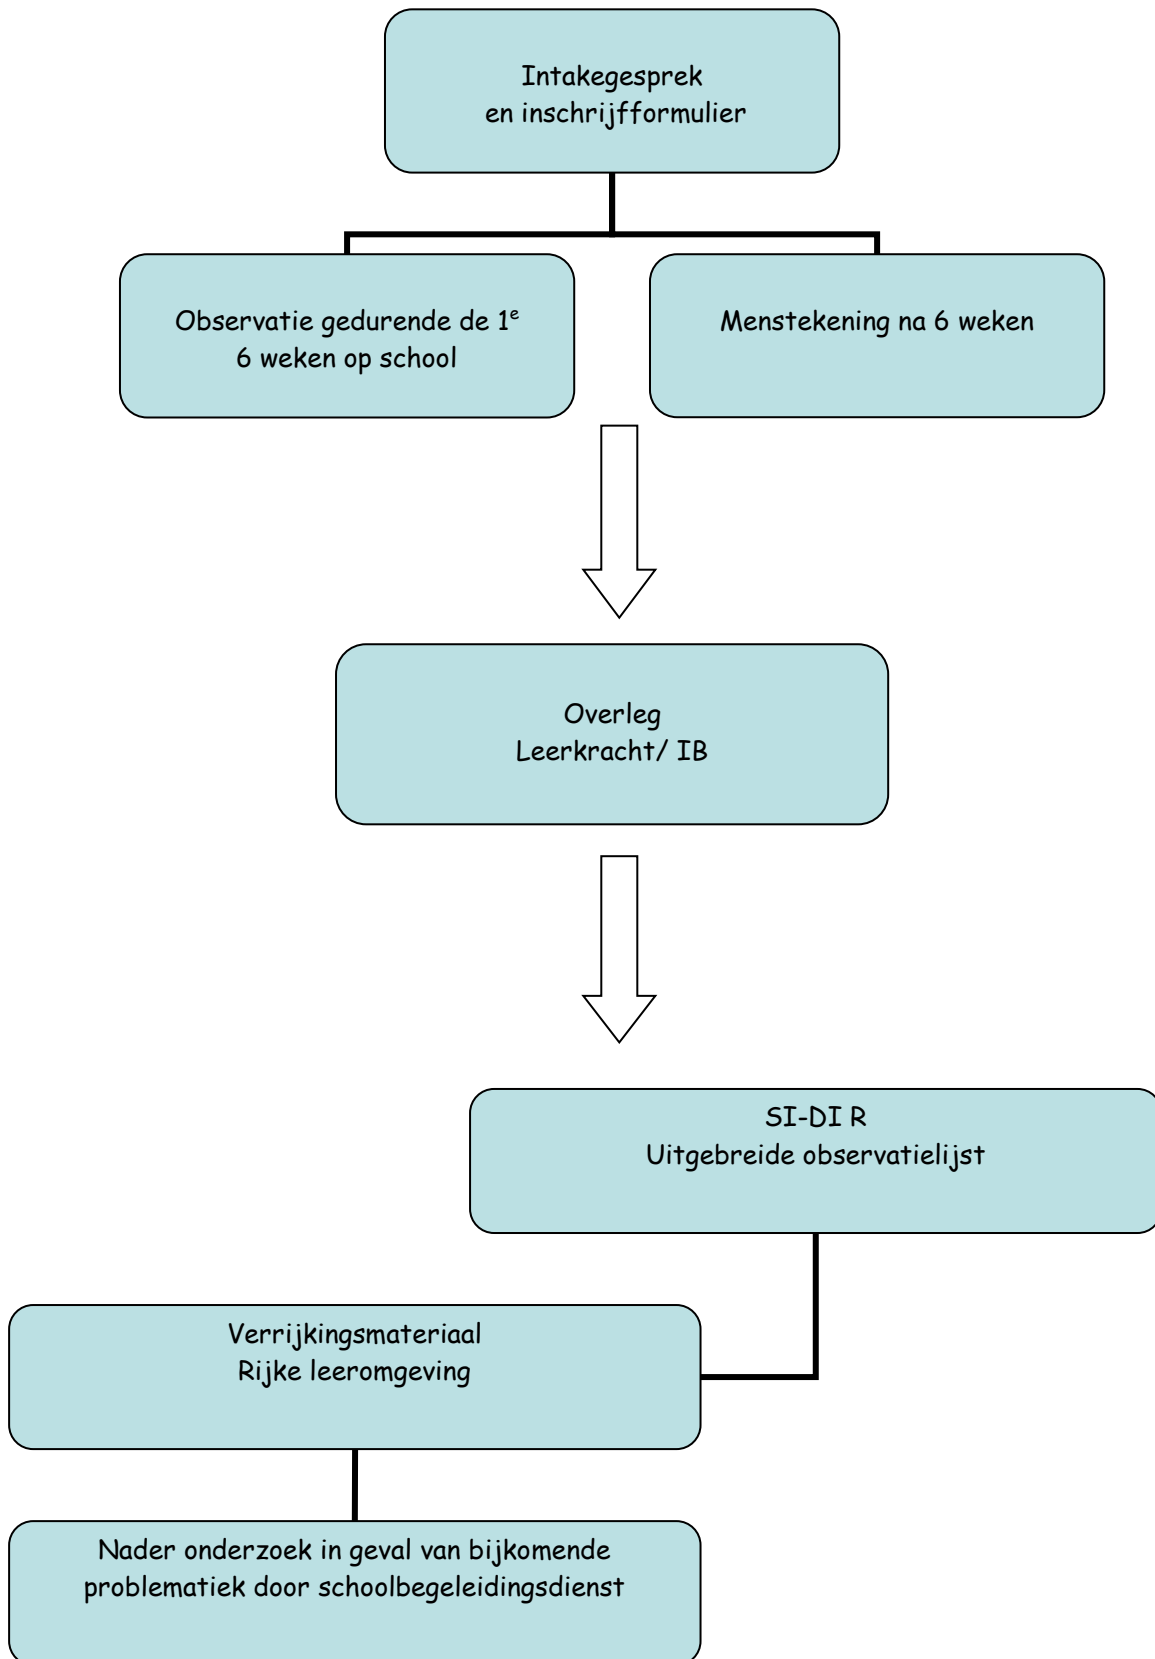 Intakegesprek
en inschrijfformulier
Observatie gedurende de 1e
6 weken op school
Menstekening na 6 weken
Overleg
Leerkracht/ IB
SI-DI R
Uitgebreide observatielijst
Verrijkingsmateriaal
Rijke leeromgeving
Nader onderzoek in geval van bijkomende
problematiek door schoolbegeleidingsdienst